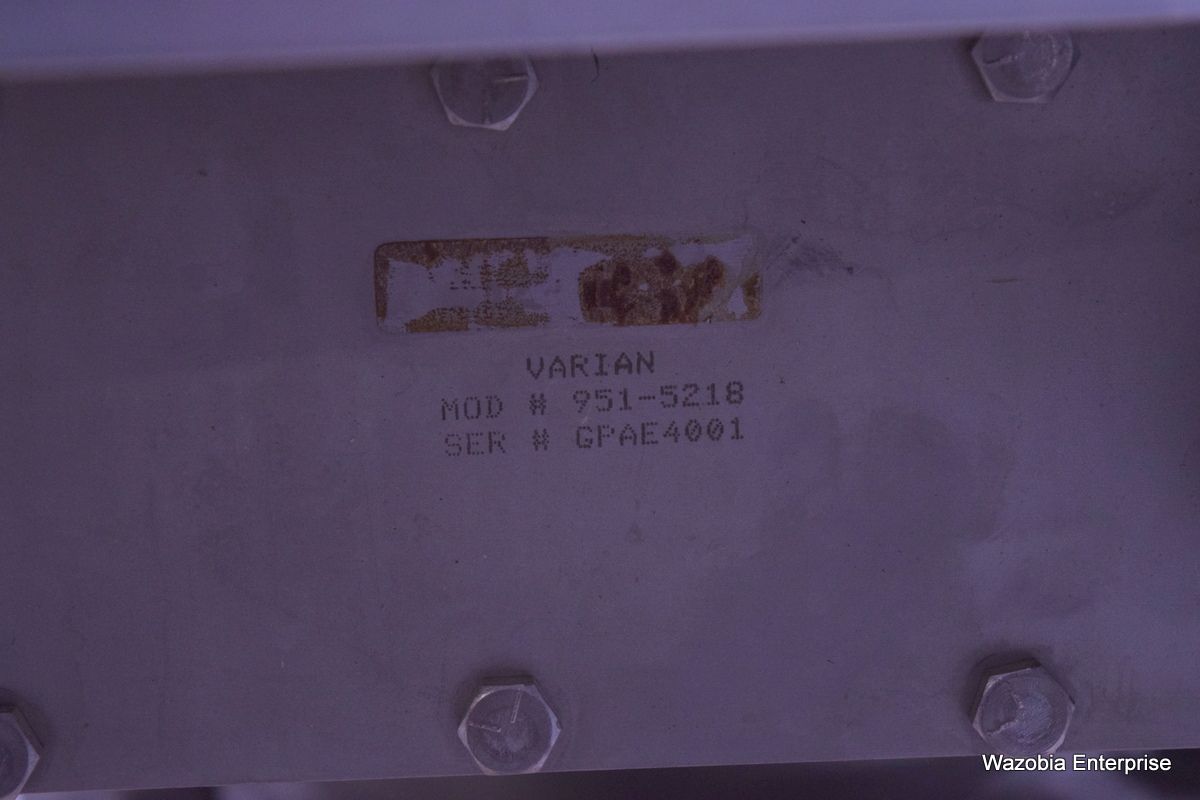 VARIAN
MOD # 951-5218
SER # GPAE4001
Wazobia Enterprise